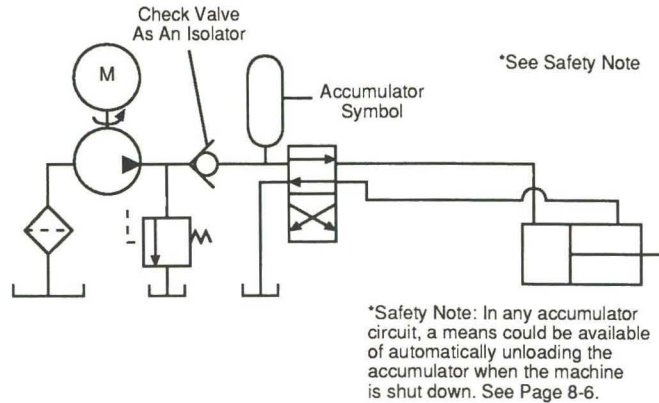 Check Valve
As An Isolator
M
*See Safety Note
Accumulator
Symbol
*Safety Note: In any accumulator
circuit, a means could be available
of automatically unloading the
accumulator when the machine
is shut down. See Page 8-6.